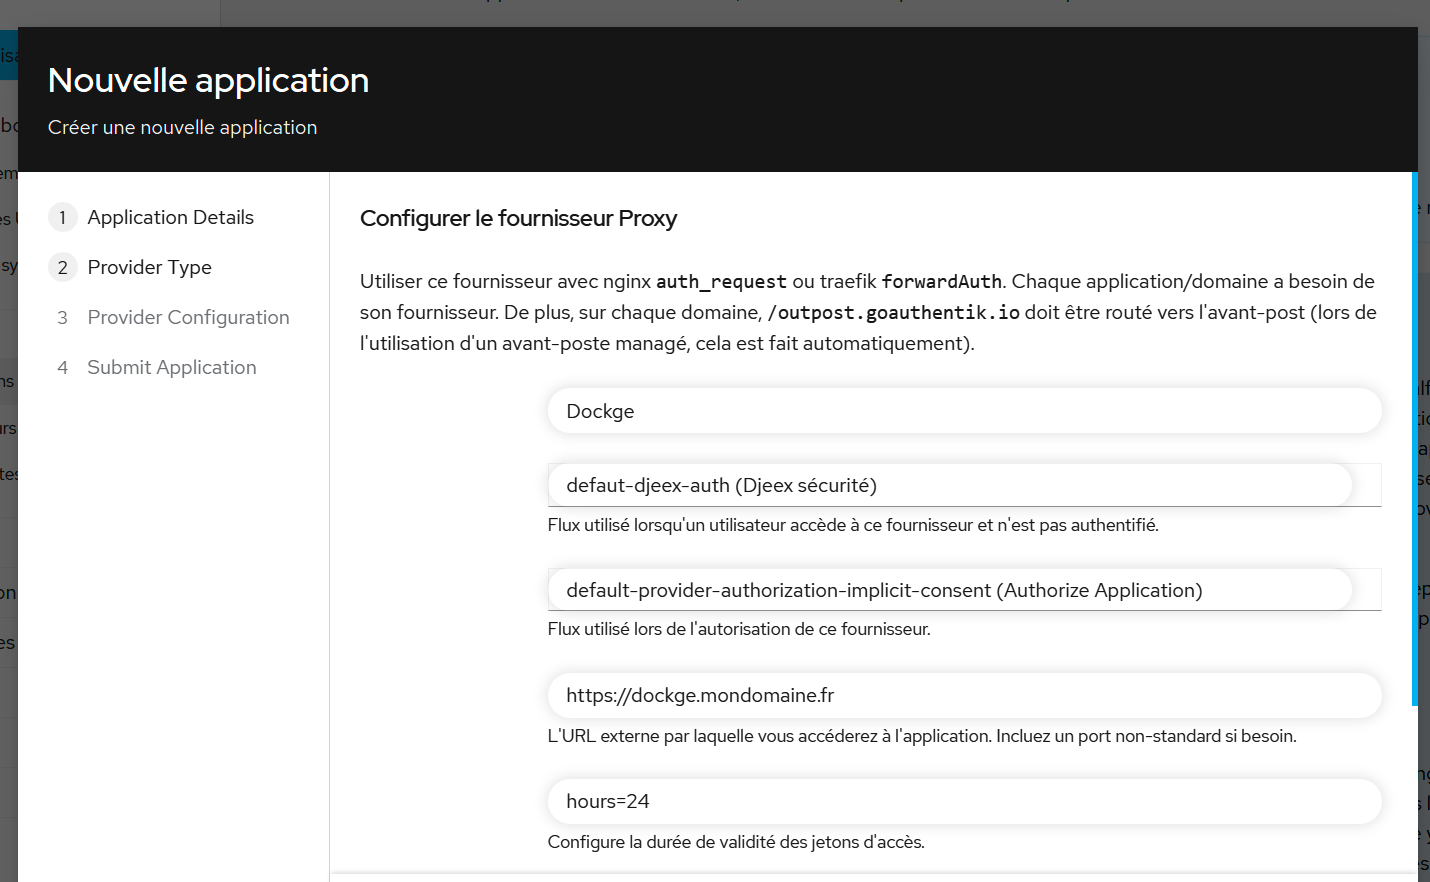 Nouvelle application
Créer une nouvelle application
1 Application Details
2 Provider Type
3 Provider Configuration
4 Submit Application
Configurer le fournisseur Proxy
Utiliser ce fournisseur avec nginx auth_request ou traefik forwardAuth. Chaque application/domaine a besoin de
son fournisseur. De plus, sur chaque domaine, /outpost.goauthentik.io doit être routé vers l'avant-post (lors de
l'utilisation d'un avant-poste managé, cela est fait automatiquement).
Dockge
defaut-djeex-auth (Djeex sécurité)
Flux utilisé lorsqu'un utilisateur accède à ce fournisseur et n'est pas authentifié.
default-provider-authorization-implicit-consent (Authorize Application)
Flux utilisé lors de l'autorisation de ce fournisseur.
https://dockge.mondomaine.fr
L'URL externe par laquelle vous accéderez à l'application. Incluez un port non-standard si besoin.
hours=24
Configure la durée de validité des jetons d'accès.